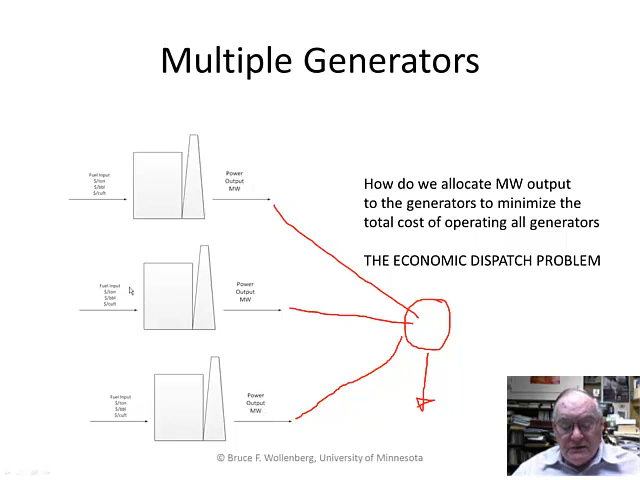 Multiple Generators
Fuel Input
$/ton
$/bbl
$/cuft
Power
Output
MW
How do we allocate MW output
to the generators to minimize the
total cost of operating all generators
THE ECONOMIC DISPATCH PROBLEM
Fuel Input
$/ton
$/bbl
$/cuft
Power
Output
MW
Fuel Input
$/ton
$/bbl
$/cuft
Power
Output
MW
© Bruce F. Wollenberg, University of Minnesota